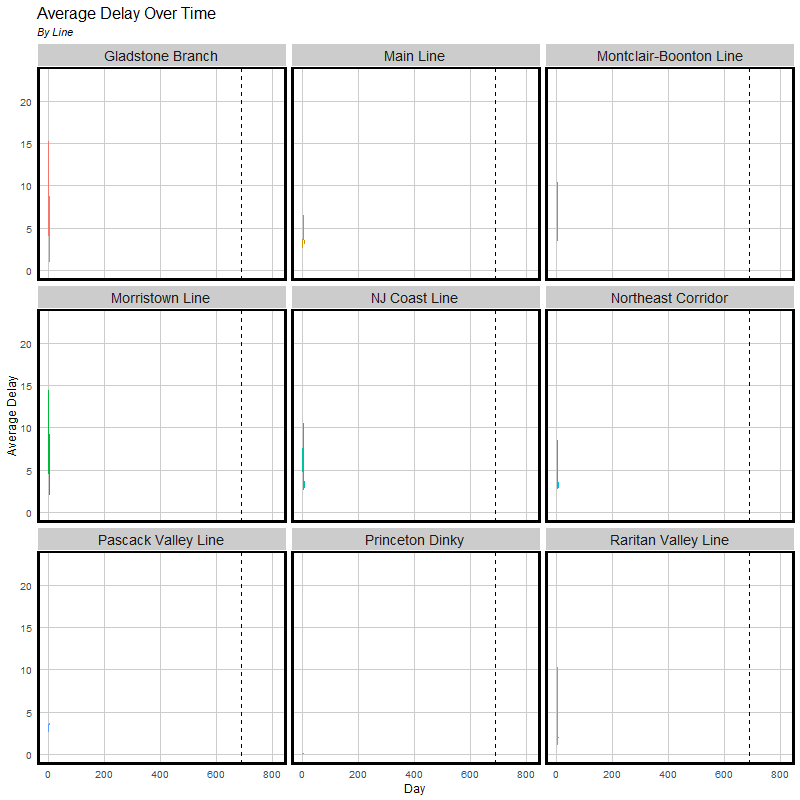 Average Delay Over Time
By Line
Gladstone Branch
Main Line
Montclair-Boonton Line
20
15
10
5
0
Morristown Line
NJ Coast Line
Northeast Corridor
20
15
10
5
0
Average Delay
Pascack Valley Line
Princeton Dinky
Raritan Valley Line
20
15
10
5
0
0 200 400 600 800
0 200 400 600 800
0 200 400 600 800
Day